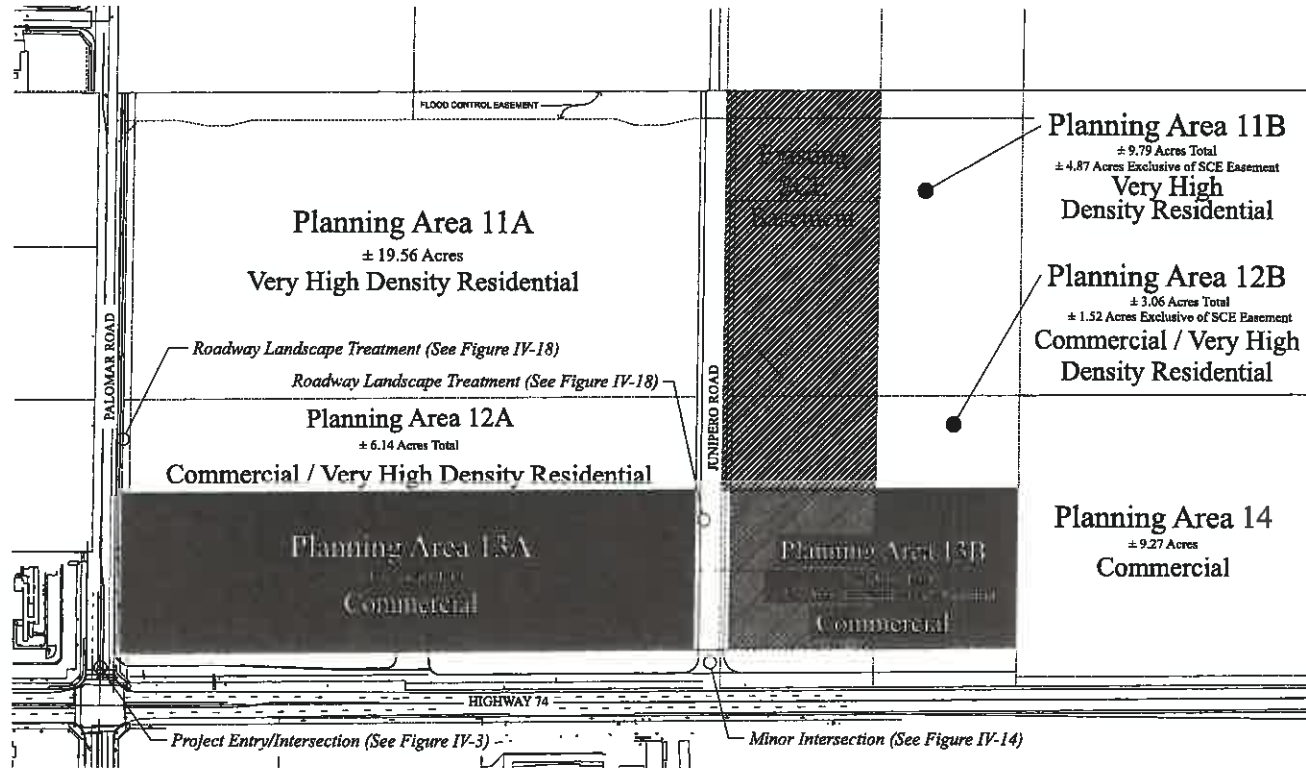 FLOOD CONTROL EASEMENT
Planning Area 11A
± 19.56 Acres
Very High Density Residential
Existing
SCE
Easement
Planning Area 11B
± 9.79 Acres Total
± 4.87 Acres Exclusive of SCE Easement
Very High
Density Residential
Planning Area 12B
± 3.06 Acres Total
± 1.52 Acres Exclusive of SCE Easement
Commercial / Very High
Density Residential
PALOMAR ROAD
Roadway Landscape Treatment (See Figure IV-18)
Roadway Landscape Treatment (See Figure IV-18)
JUNIPERO ROAD
Planning Area 12A
± 6.14 Acres Total
Commercial / Very High Density Residential
Planning Area 13A
Commercial
Planning Area 13B
Commercial
Planning Area 14
± 9.27 Acres
Commercial
HIGHWAY 74
Project Entry/Intersection (See Figure IV-3)
Minor Intersection (See Figure IV-14)